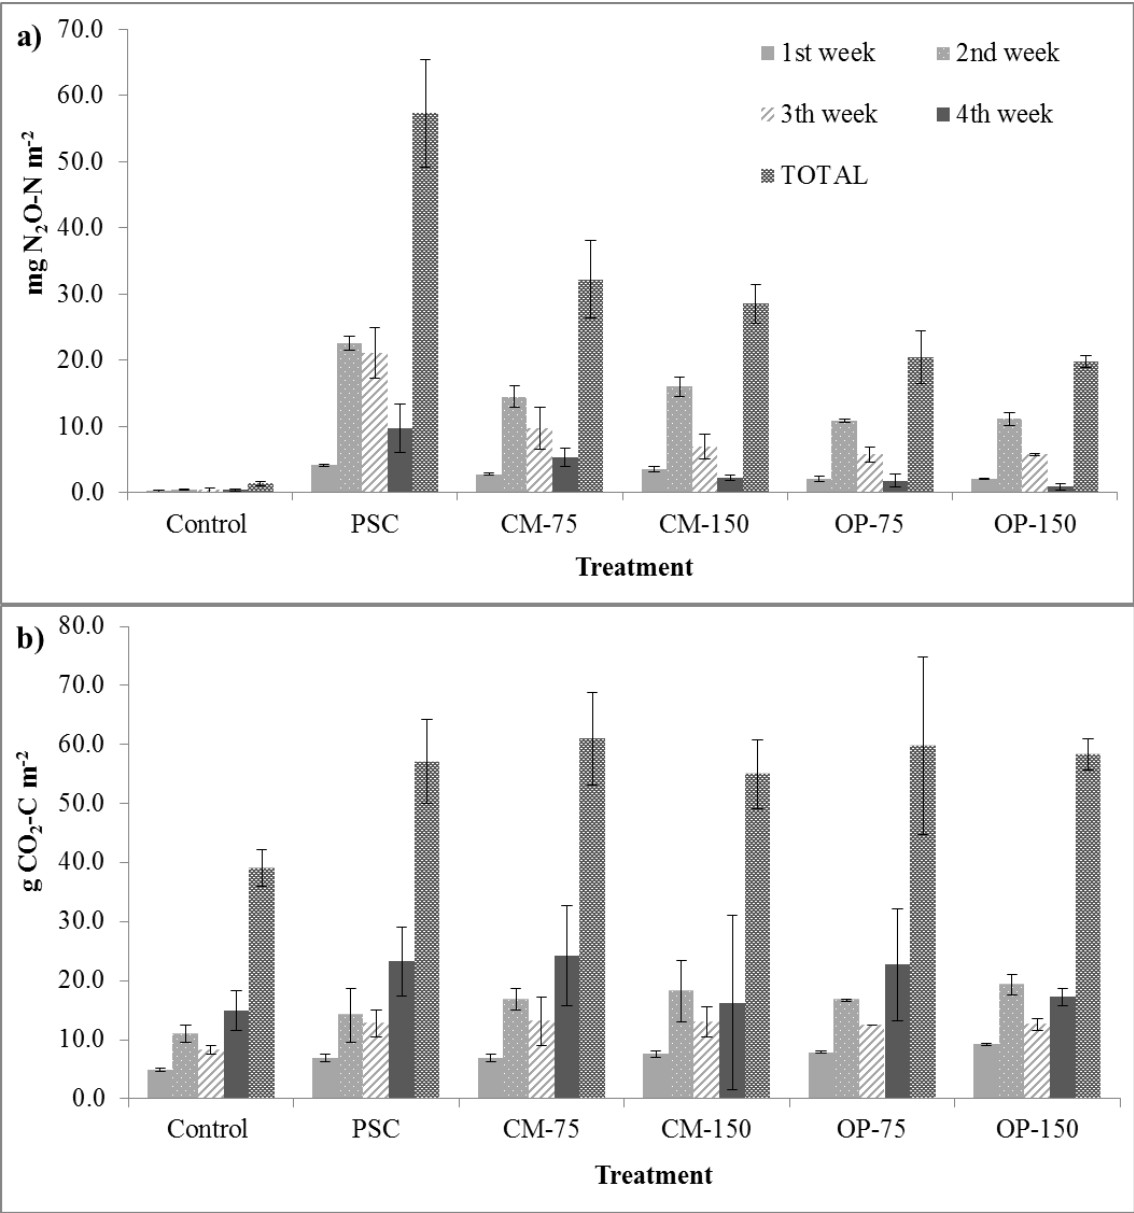 a)
mg N₂O-N m⁻²
70.0
60.0
50.0
40.0
30.0
20.0
10.0
0.0
1st week 2nd week
3th week 4th week
TOTAL
Control PSC CM-75 CM-150 OP-75 OP-150
Treatment
b)
g CO₂-C m⁻²
80.0
70.0
60.0
50.0
40.0
30.0
20.0
10.0
0.0
Control PSC CM-75 CM-150 OP-75 OP-150
Treatment